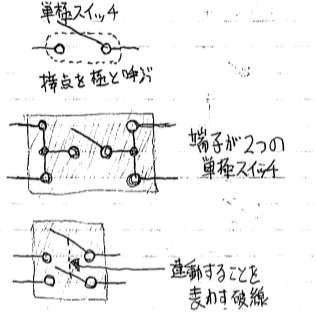 単極スイッチ
接点を極と呼ぶ
端子が2つの
単極スイッチ
連動することを
表わす破線